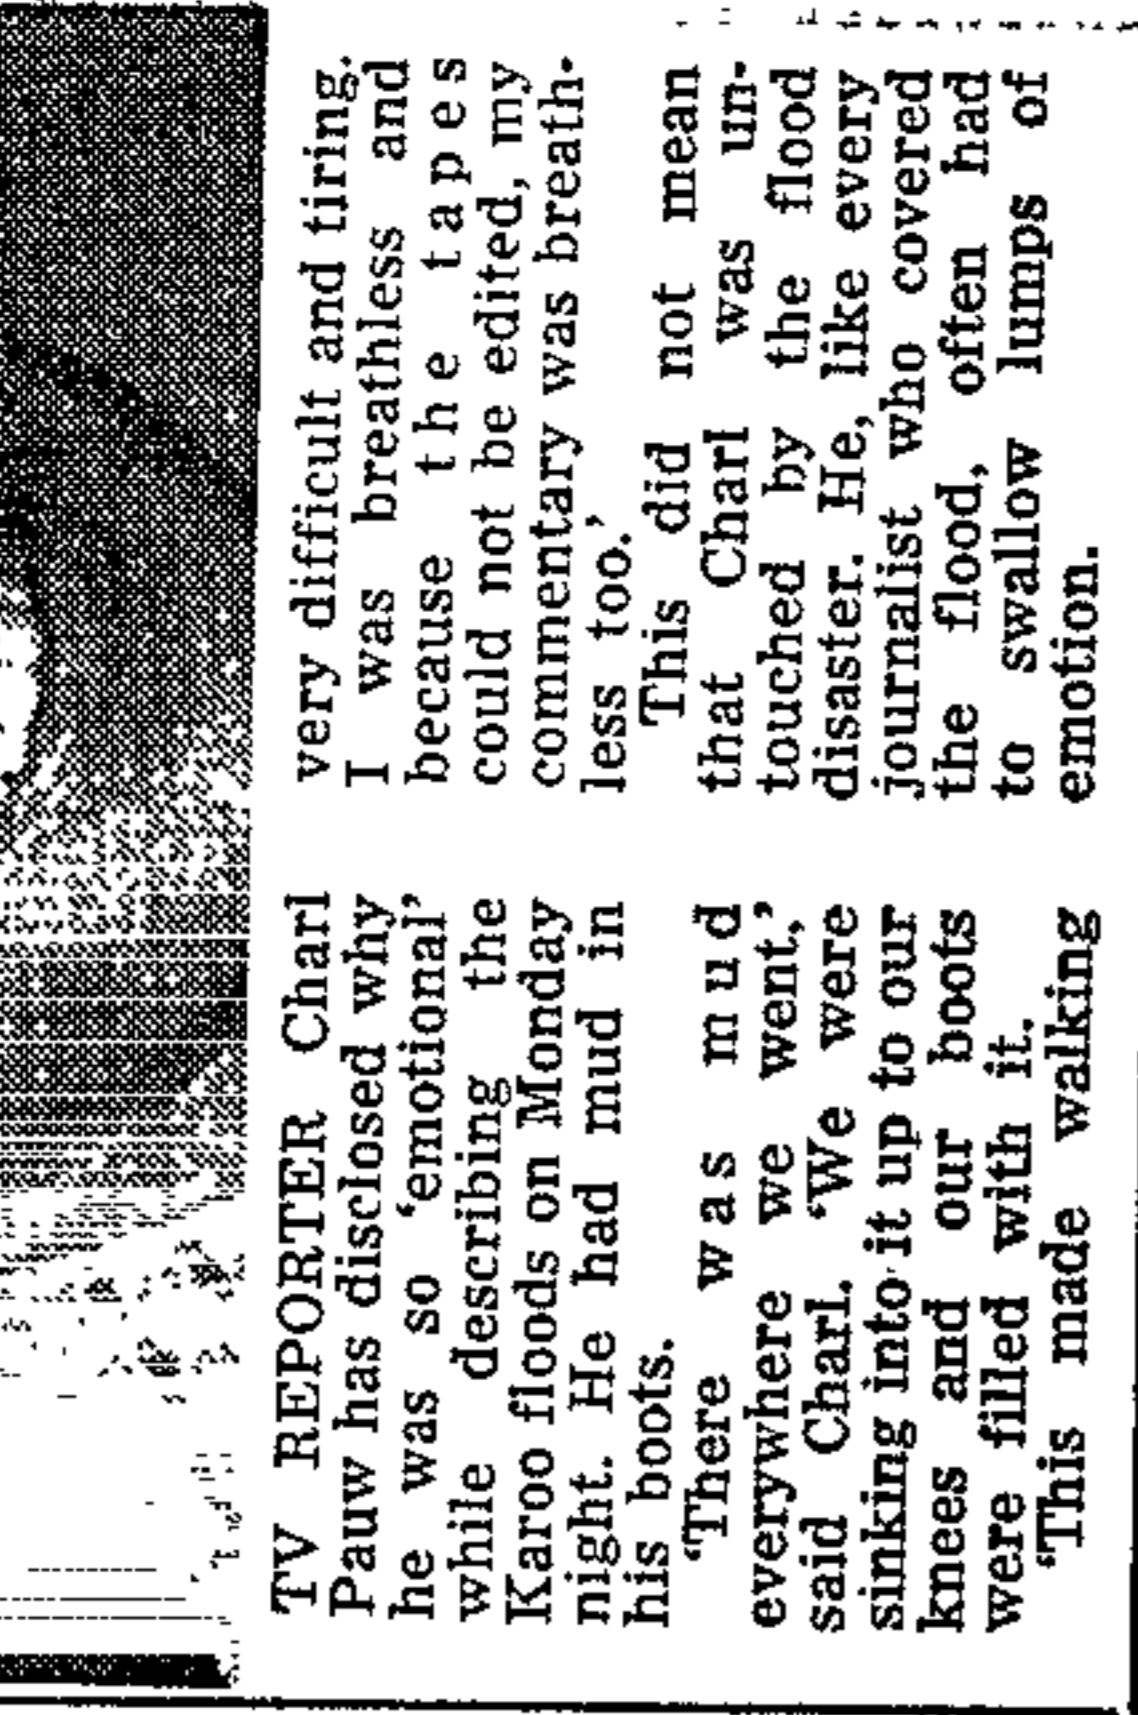 TV REPORTER Charl
Pauw has disclosed why
he was so ‘emotional’
while describing the
Karoo floods on Monday
night. He had mud in
his boots.
‘There was mud
everywhere we went,’
said Charl. ‘We were
sinking into it up to our
knees and our boots
were filled with it.
‘This made walking
very difficult and tiring.
I was breathless and
because the tapes
could not be edited, my
commentary was breath-
less too.’
This did not mean
that Charl was un-
touched by the flood
disaster. He, like every
journalist who covered
the flood, often had
to swallow lumps of
emotion.